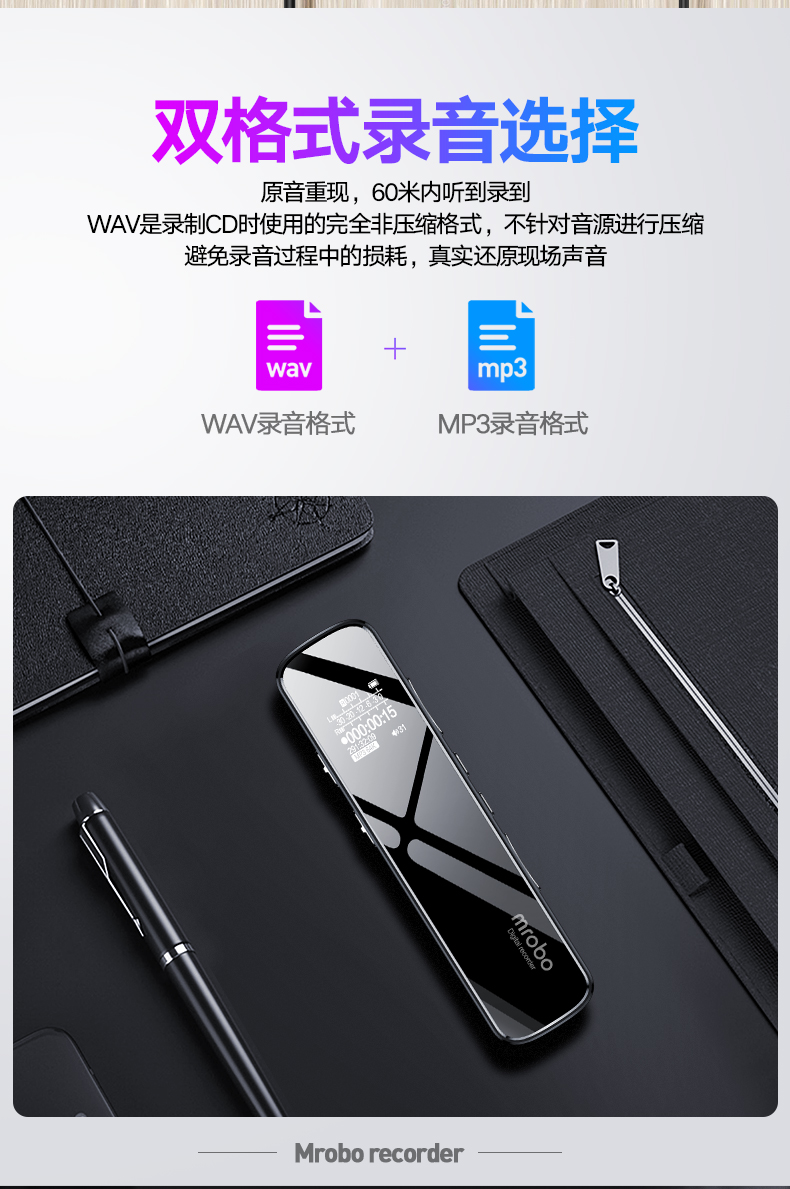 双格式录音选择
原音重现，60米内听到录到
WAV是录制CD时使用的完全非压缩格式，不针对音源进行压缩
避免录音过程中的损耗，真实还原现场声音
wav
+
mp3
WAV录音格式
MP3录音格式
000:00:15
31
mrobo
Digital recorder
Mrobo recorder